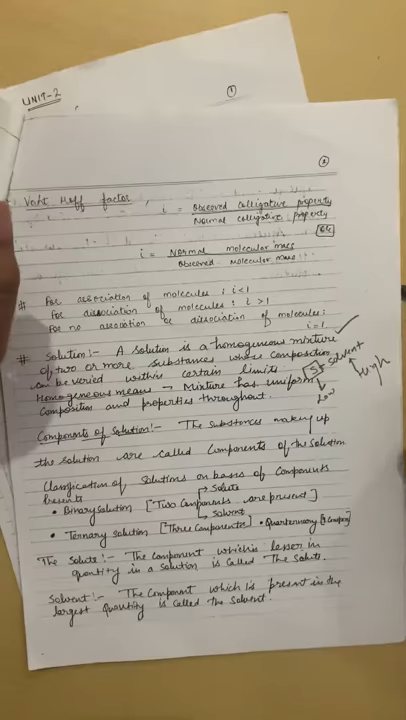 UNIT-2
1
2
Van't Hoff factor, i = Observed Colligative property
Normal colligative property
i = Normal molecular mass
Observed molecular mass
# For association of molecules : i<1
For dissociation of molecules : i > 1
For no association or dissociation of molecules:
i=1
# Solution:- A solution is a homogeneous mixture
of two or more, substances whose composition
can be varied within certain limits.
Homogeneous means → Mixture has uniform
composition and properties throughout.
solvent
high
low
Components of Solution!- The substances makeup
the solution are called Components of the Solution
Classification of solutions on basis of Components
Presents
→ Solute
• Binary solution [Two Components are present]
→ Solvent
• Ternary solution [Three Components] • Quarternary
The Solute!- The Component which is lesser in
quantity in a solution is called The Solute.
Solvent!- The Component which is present in the
largest quantity is called the Solvent.